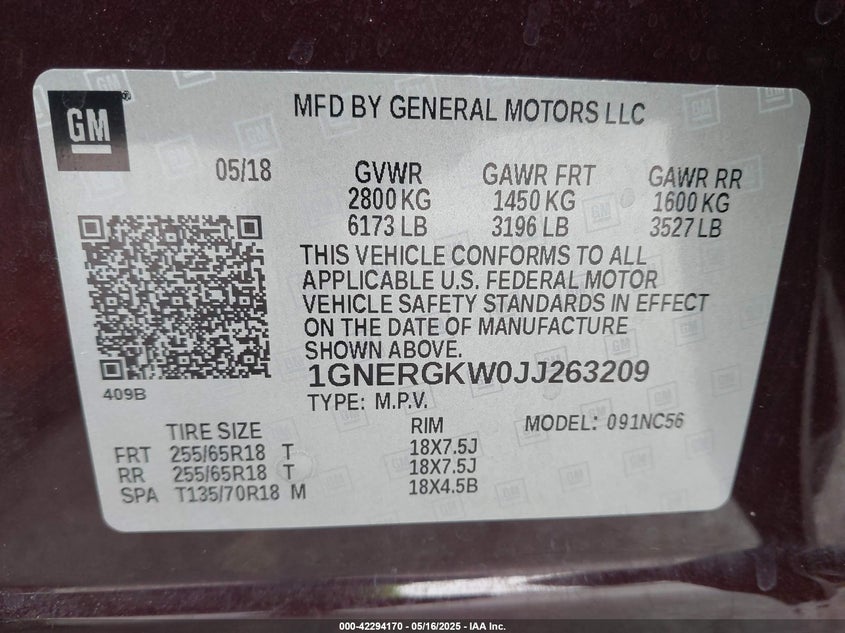 GM
MFD BY GENERAL MOTORS LLC
05/18
GVWR
2800 KG
6173 LB
GAWR FRT
1450 KG
3196 LB
GAWR RR
1600 KG
3527 LB
THIS VEHICLE CONFORMS TO ALL
APPLICABLE U.S. FEDERAL MOTOR
VEHICLE SAFETY STANDARDS IN EFFECT
ON THE DATE OF MANUFACTURE
SHOWN ABOVE.
1GNERGKW0JJ263209
409B
TYPE: M.P.V.
MODEL: 091NC56
TIRE SIZE
RIM
FRT 255/65R18 T 18X7.5J
RR 255/65R18 T 18X7.5J
SPA T135/70R18 M 18X4.5B
000-42294170 - 05/16/2025 - IAA Inc.